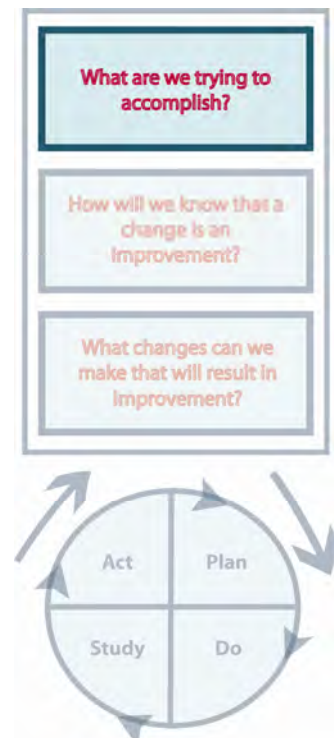 What are we trying to
accomplish?
How will we know that a
change is an
improvement?
What changes can we
make that will result in
improvement?
Act Plan
Study Do